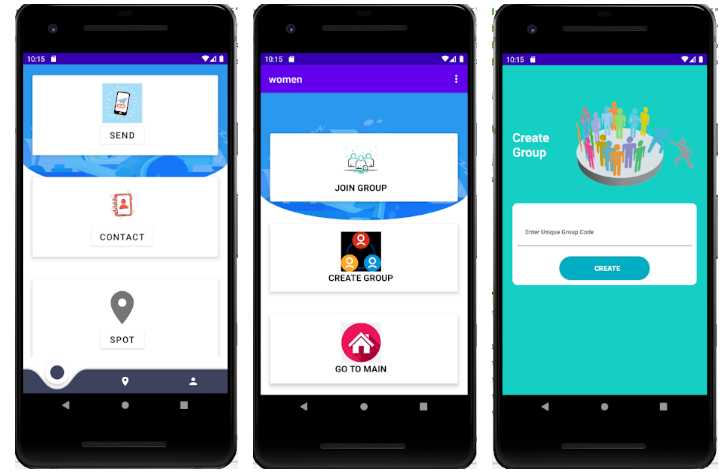 10:15
SEND
CONTACT
SPOT
10:15
women
JOIN GROUP
CREATE GROUP
GO TO MAIN
10:15
Create
Group
Enter Unique Group Code
CREATE